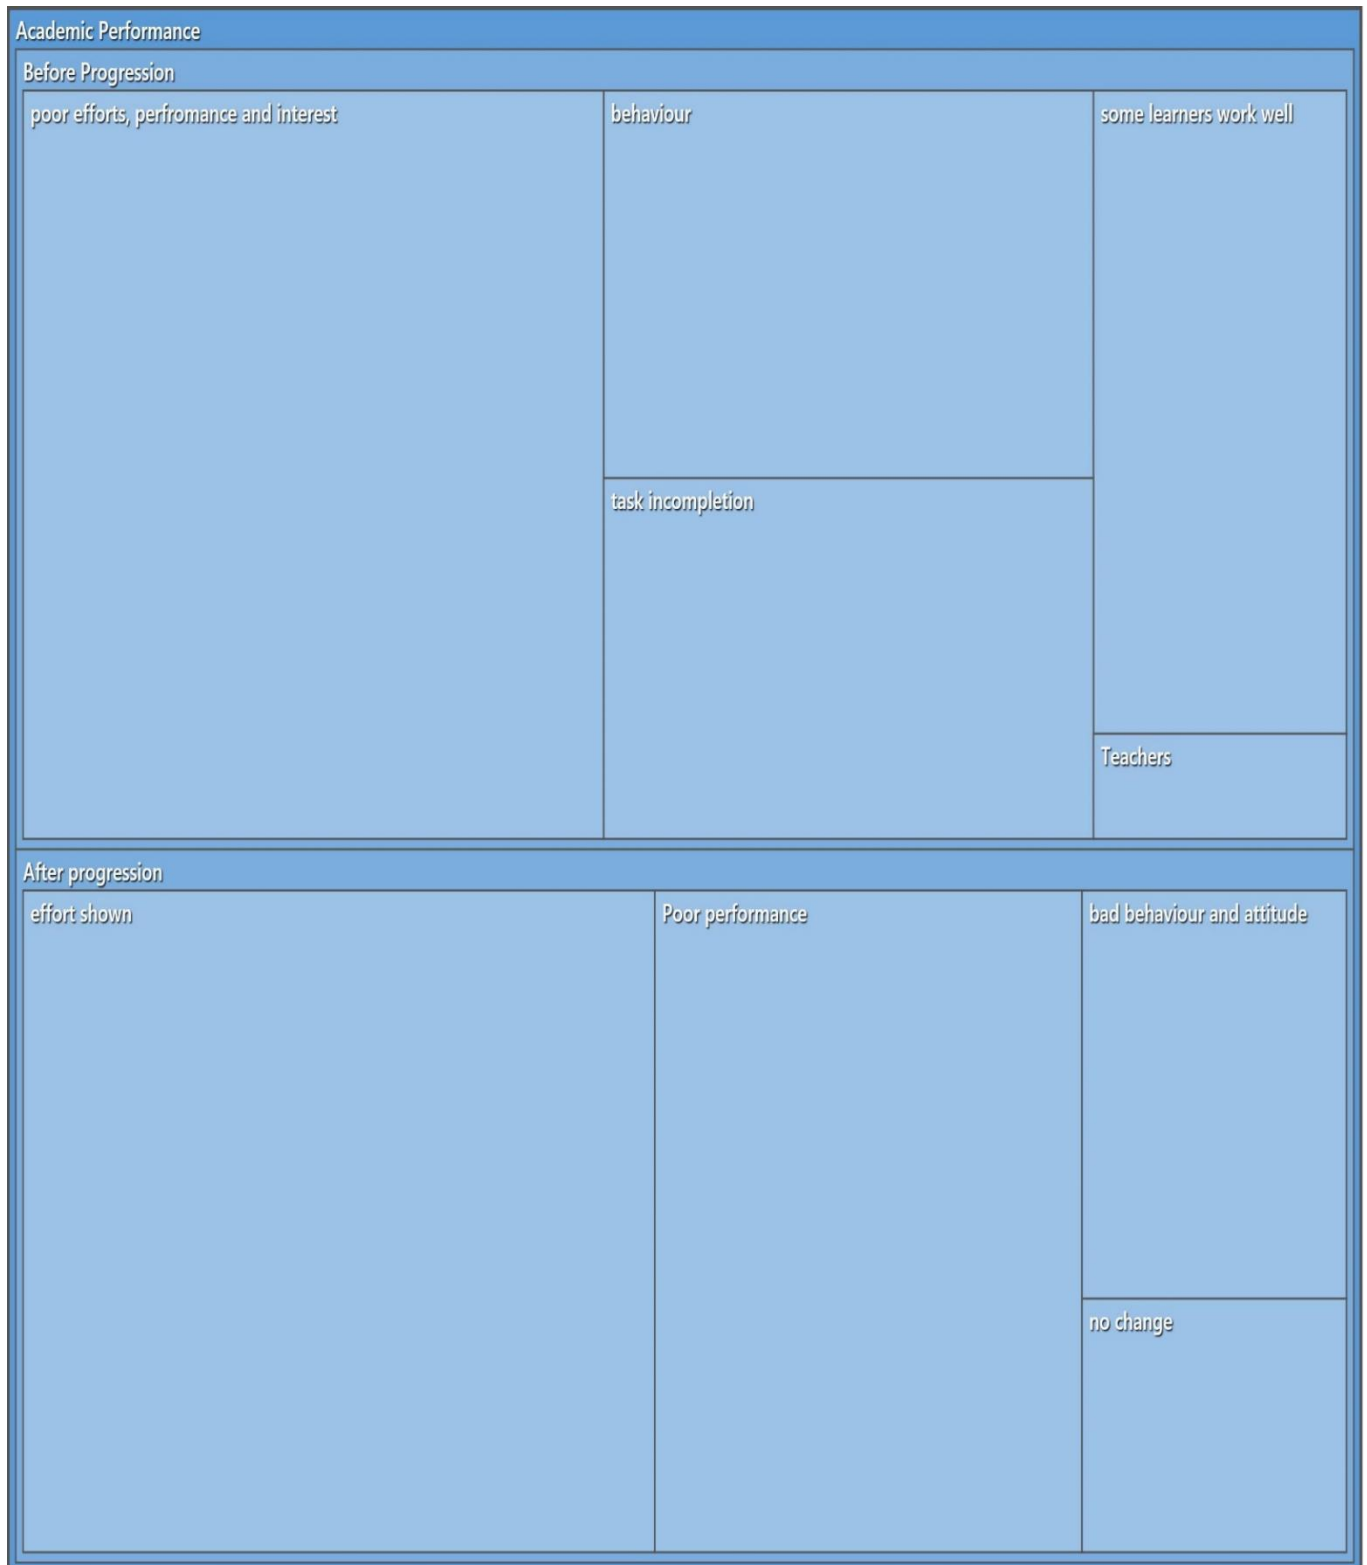 Academic Performance
Before Progression
poor efforts, perfromance and interest
behaviour
some learners work well
task incompletion
Teachers
After progression
effort shown
Poor performance
bad behaviour and attitude
no change